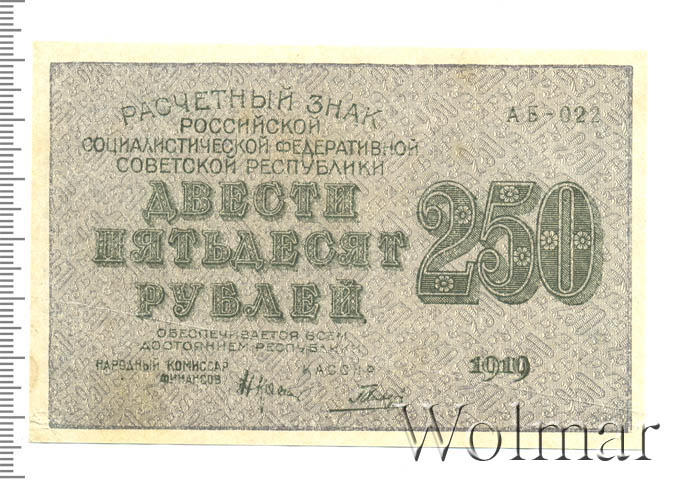 РАСЧЕТНЫЙ ЗНАК
РОССИЙСКОЙ
СОЦИАЛИСТИЧЕСКОЙ ФЕДЕРАТИВНОЙ
СОВЕТСКОЙ РЕСПУБЛИКИ
АБ-022
ДВЕСТИ
ПЯТЬДЕСЯТ
РУБЛЕЙ
250
ОБЕСПЕЧИВАЕТСЯ ВСЕМ
ДОСТОЯНИЕМ РЕСПУБЛИКИ
НАРОДНЫЙ КОМИССАР
ФИНАНСОВ
КАССИР
1919
Wolmar